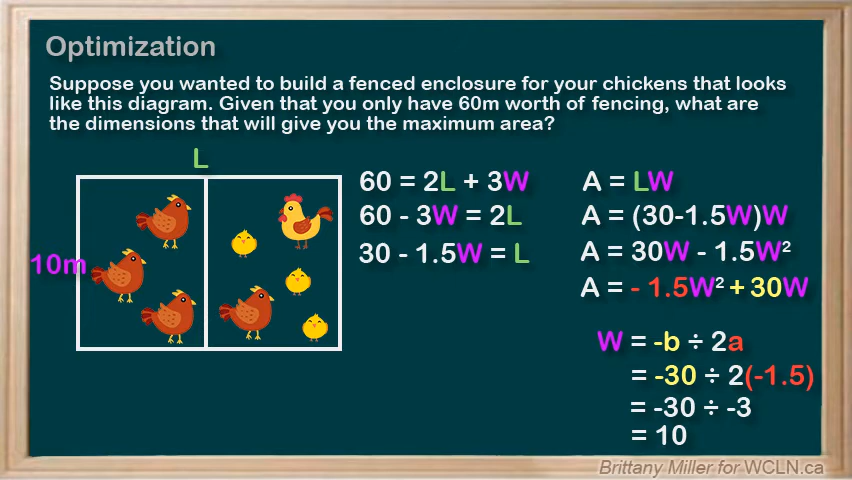 Optimization
Suppose you wanted to build a fenced enclosure for your chickens that looks
like this diagram. Given that you only have 60m worth of fencing, what are
the dimensions that will give you the maximum area?
L
10m
60 = 2L + 3W
60 - 3W = 2L
30 - 1.5W = L
A = LW
A = (30-1.5W)W
A = 30W - 1.5W²
A = - 1.5W² + 30W
W = -b ÷ 2a
= -30 ÷ 2(-1.5)
= -30 ÷ -3
= 10
Brittany Miller for WCLN.ca